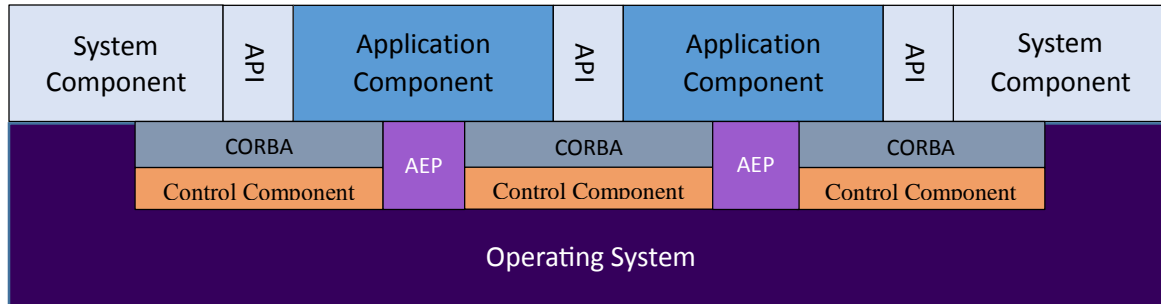 System
Component
API
Application
Component
API
Application
Component
API
System
Component
CORBA
AEP
CORBA
AEP
CORBA
Control Component
Control Component
Control Component
Operating System